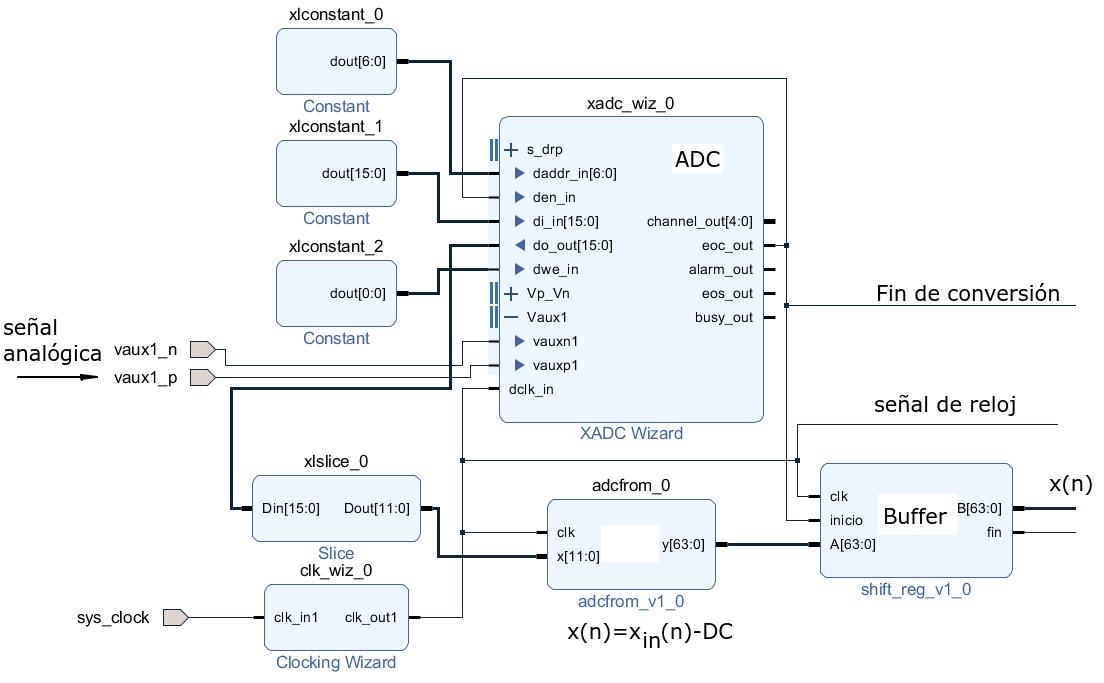 xlconstant_0
dout[6:0]
Constant
xlconstant_1
dout[15:0]
Constant
xlconstant_2
dout[0:0]
Constant
señal
analógica
vaux1_n
vaux1_p
xadc_wiz_0
ADC
s_drp
daddr_in[6:0]
den_in
di_in[15:0]
do_out[15:0]
dwe_in
Vp_Vn
Vaux1
vauxn1
vauxp1
dclk_in
channel_out[4:0]
eoc_out
alarm_out
eos_out
busy_out
XADC Wizard
Fin de conversión
señal de reloj
xlslice_0
Din[15:0] Dout[11:0]
Slice
clk_wiz_0
sys_clock
clk_in1 clk_out1
Clocking Wizard
adcfrom_0
clk
x[11:0]
y[63:0]
adcfrom_v1_0
x(n)=xin(n)-DC
clk
inicio
A[63:0]
Buffer
B[63:0]
fin
shift_reg_v1_0
x(n)